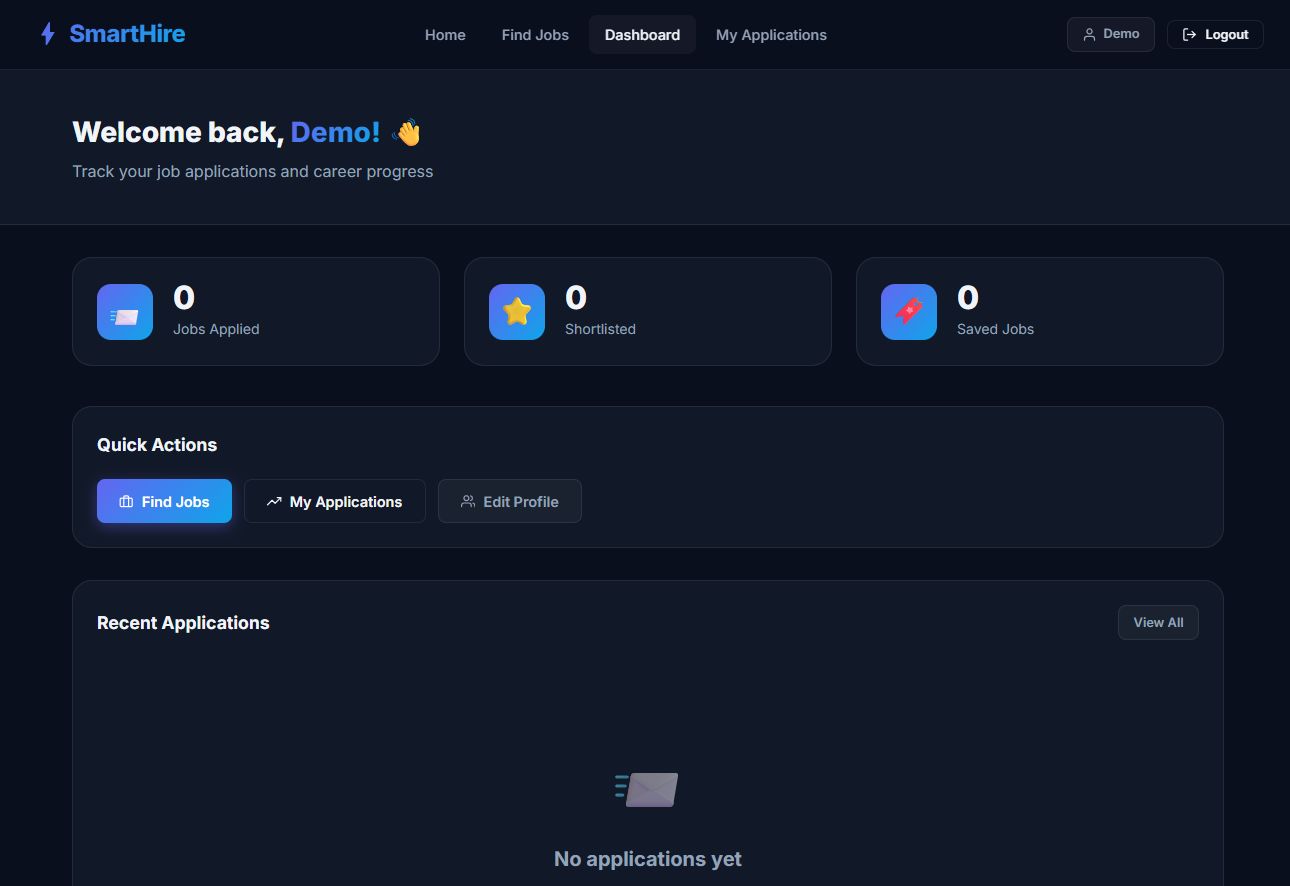 SmartHire
Home
Find Jobs
Dashboard
My Applications
Demo
Logout
Welcome back, Demo! 👋
Track your job applications and career progress
0
Jobs Applied
0
Shortlisted
0
Saved Jobs
Quick Actions
Find Jobs
My Applications
Edit Profile
Recent Applications
View All
No applications yet